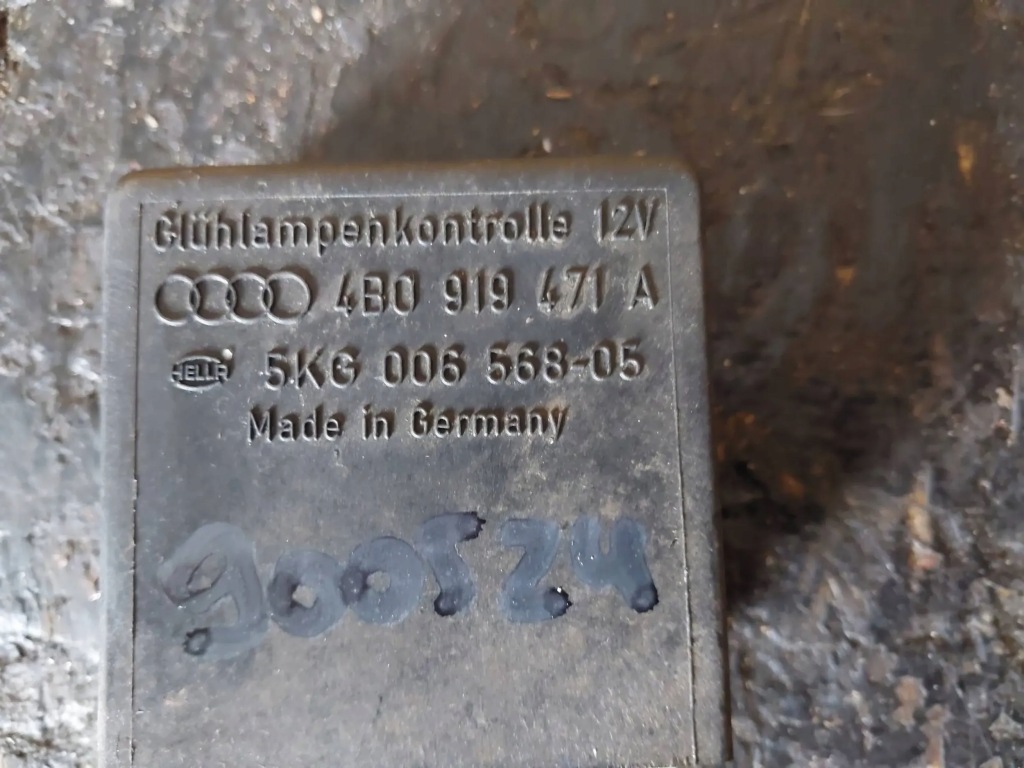 Glühlampenkontrolle 12V
4B0 919 471 A
HELLA 5KG 006 568-05
Made in Germany
900524